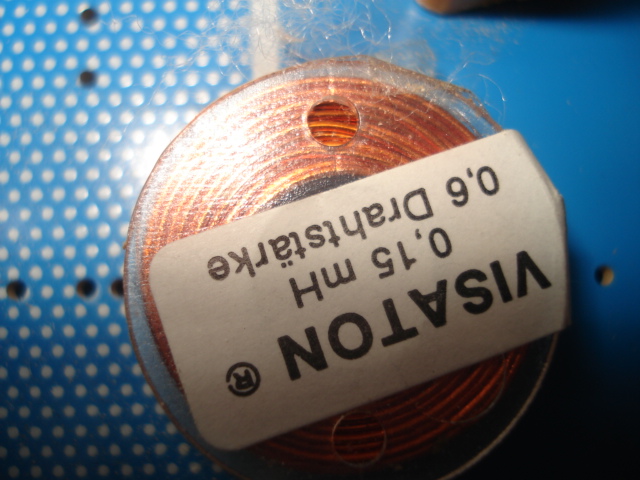 VISATON ®
0,15 mH
0,6 Drahtstärke